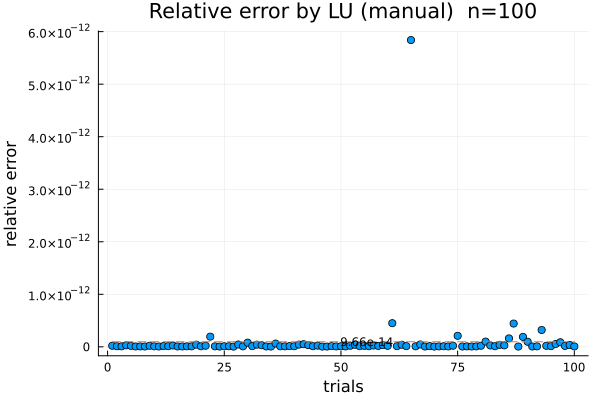 Relative error by LU (manual) n=100
6.0×10⁻¹²
5.0×10⁻¹²
4.0×10⁻¹²
3.0×10⁻¹²
2.0×10⁻¹²
1.0×10⁻¹²
0
relative error
9.66e-14
0 25 50 75 100
trials